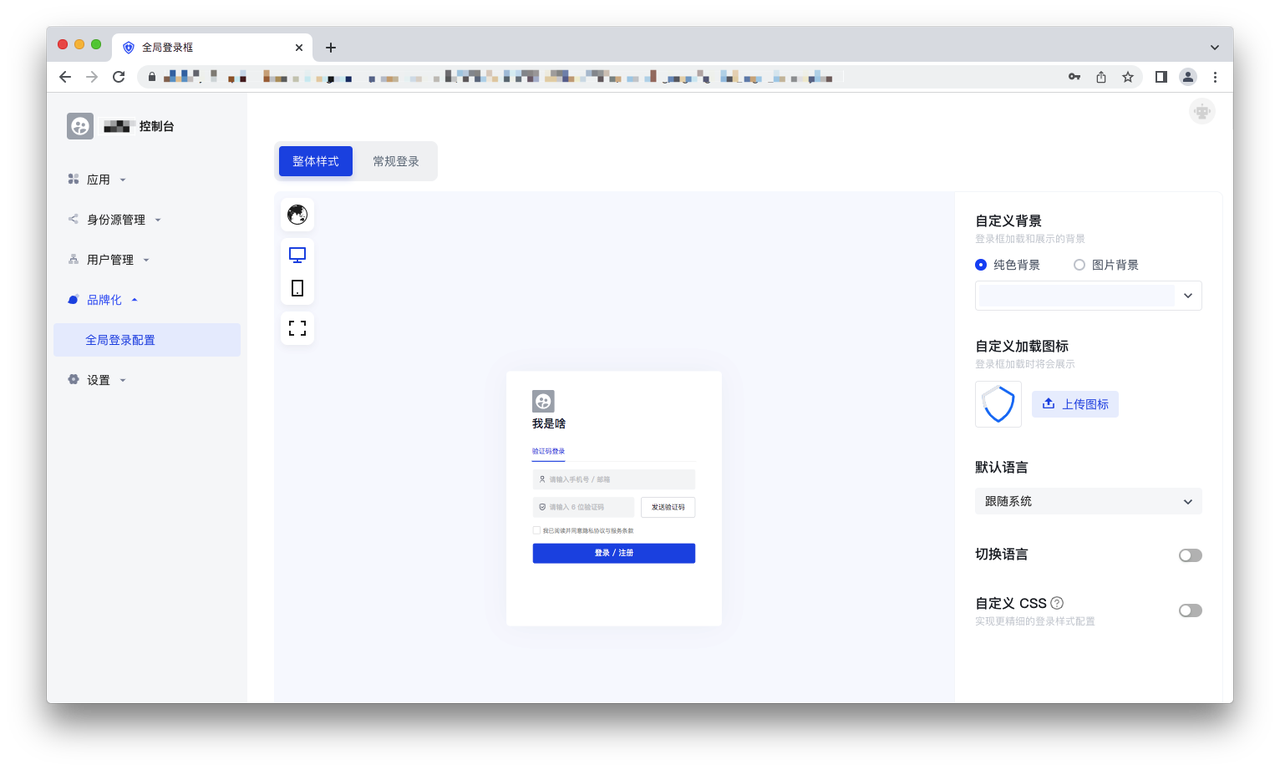 全局登录框
控制台
整体样式
常规登录
应用
身份源管理
用户管理
品牌化
全局登录配置
设置
我是啥
验证码登录
请输入手机号 / 邮箱
请输入 6 位验证码
发送验证码
我已阅读并同意隐私协议与服务条款
登录 / 注册
自定义背景
登录框加载和展示的背景
纯色背景
图片背景
自定义加载图标
登录框加载时将会展示
上传图标
默认语言
跟随系统
切换语言
自定义 CSS
实现更精细的登录样式配置